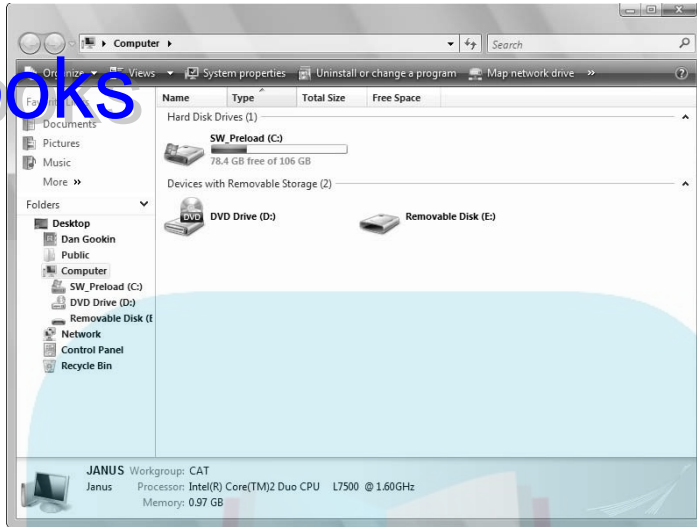 Computer
Search
ooks
Organize Views System properties Uninstall or change a program Map network drive » ?
Name Type Total Size Free Space
Documents
Pictures
Music
More »
Folders
Desktop
Dan Gookin
Public
Computer
SW_Preload (C:)
DVD Drive (D:)
Removable Disk (E
Network
Control Panel
Recycle Bin
Hard Disk Drives (1)
SW_Preload (C:)
78.4 GB free of 106 GB
Devices with Removable Storage (2)
DVD
DVD Drive (D:)
Removable Disk (E:)
JANUS Workgroup: CAT
Janus Processor: Intel(R) Core(TM)2 Duo CPU L7500 @ 1.60GHz
Memory: 0.97 GB